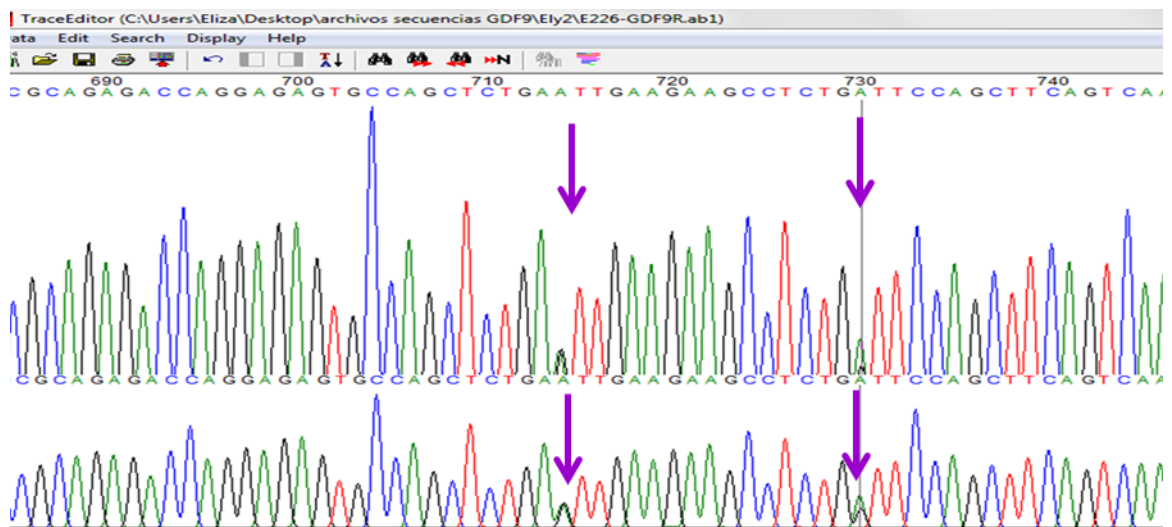 TraceEditor (C:\Users\Eliza\Desktop\archivos secuencias GDF9\Ely2\E226-GDF9R.ab1)
ata Edit Search Display Help
N
690 700 710 720 730 740
CGCAGAGACCAGGAGAGTGCCAGCTCTGAATTGAAGAAGCCTCTGATTCCAGCTTCAGTCAA
CGCAGAGACCAGGAGAGTGCCAGCTCTGAATTGAAGAAGCCTCTGATTCCAGCTTCAGTCAA